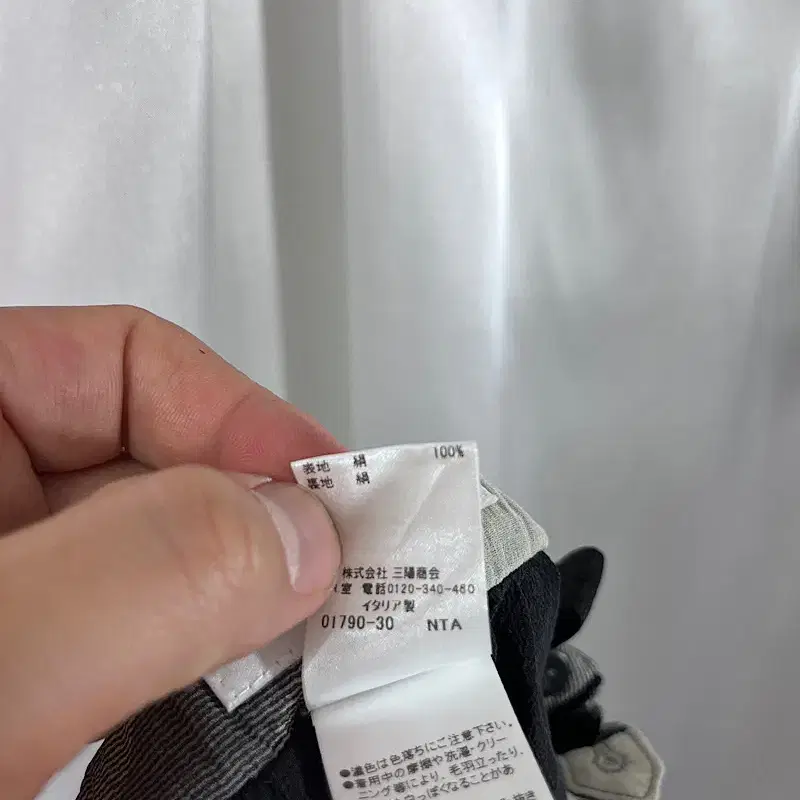 表地 絹 100%
裏地 絹
株式会社 三陽商会
室 電話0120-340-460
イタリア製
01790-30 NTA
●濃色は色落ちにご注意下さい。
●着用中の摩擦や洗濯・クリー
ニング等により、毛羽立ったり、
白っぽくなることがあ